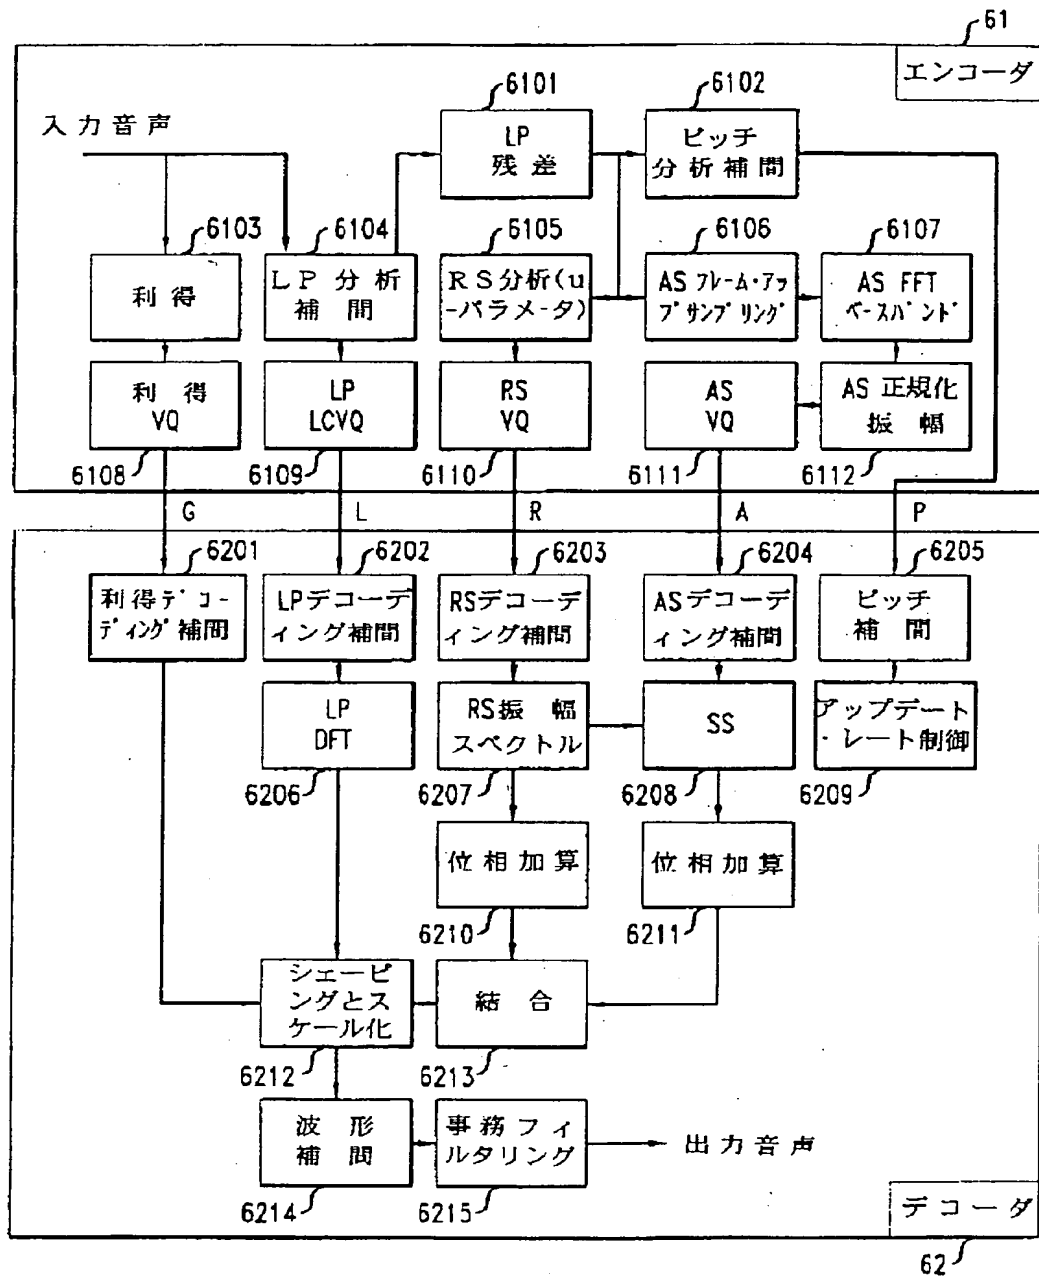 61
エンコーダ
入力音声
6101
LP
残差
6102
ピッチ
分析補間
6103
利得
6104
LP分析
補間
6105
RS分析(u
-パラメータ)
6106
AS フレーム・アッ
プサンプリング
6107
AS FFT
ベースバンド
利得
VQ
6108
LP
LCVQ
6109
RS
VQ
6110
AS
VQ
6111
AS 正規化
振幅
6112
G
L
R
A
P
6201
利得デコー
ディング補間
6202
LPデコーデ
ィング補間
6203
RSデコーデ
ィング補間
6204
ASデコーデ
ィング補間
6205
ピッチ
補間
LP
DFT
6206
RS振幅
スペクトル
6207
SS
6208
アップデート
・レート制御
6209
位相加算
6210
位相加算
6211
シェーピ
ングとス
ケール化
6212
結合
6213
波形
補間
6214
事務フィ
ルタリング
6215
出力音声
デコーダ
62